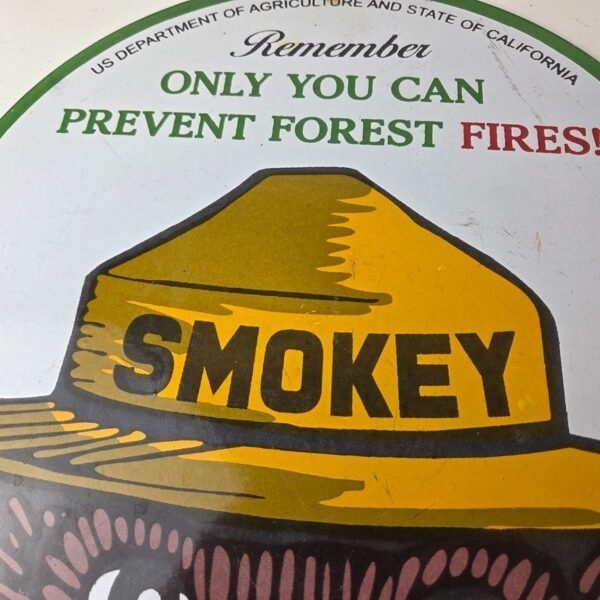 US DEPARTMENT OF AGRICULTURE AND STATE OF CALIFORNIA
Remember
ONLY YOU CAN
PREVENT FOREST FIRES!
SMOKEY